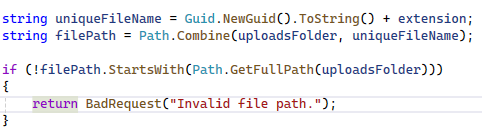 string uniqueFileName = Guid.NewGuid().ToString() + extension;
string filePath = Path.Combine(uploadsFolder, uniqueFileName);
if (!filePath.StartsWith(Path.GetFullPath(uploadsFolder)))
{
return BadRequest("Invalid file path.");
}